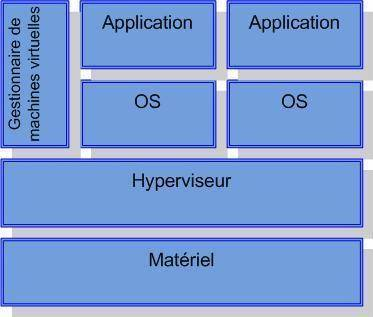 Gestionnaire de
machines virtuelles
Application
Application
OS
OS
Hyperviseur
Matériel